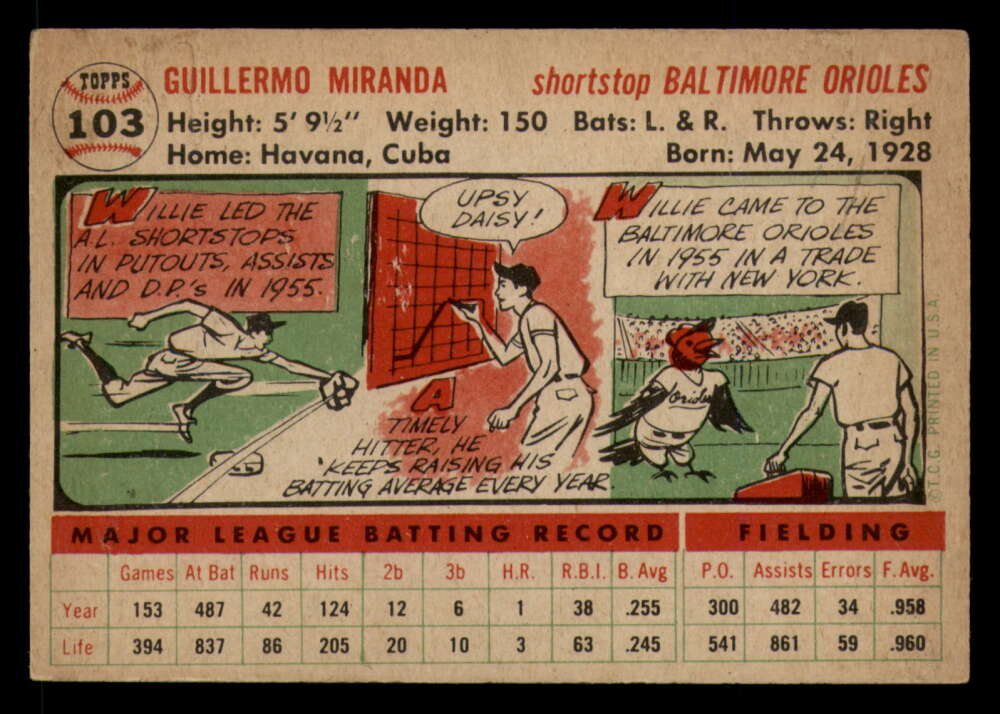 TOPPS
103
GUILLERMO MIRANDA shortstop BALTIMORE ORIOLES
Height: 5' 9½" Weight: 150 Bats: L. & R. Throws: Right
Home: Havana, Cuba Born: May 24, 1928
WILLIE LED THE
A.L. SHORTSTOPS
IN PUTOUTS, ASSISTS
AND D.P.'s IN 1955.
UPSY
DAISY!
A
TIMELY
HITTER, HE
KEEPS RAISING HIS
BATTING AVERAGE EVERY YEAR.
WILLIE CAME TO THE
BALTIMORE ORIOLES
IN 1955 IN A TRADE
WITH NEW YORK.
Orioles
©T.C.G. PRINTED IN U.S.A.
MAJOR LEAGUE BATTING RECORD FIELDING
Games At Bat Runs Hits 2b 3b H.R. R.B.I. B. Avg P.O. Assists Errors F. Avg.
Year 153 487 42 124 12 6 1 38 .255 300 482 34 .958
Life 394 837 86 205 20 10 3 63 .245 541 861 59 .960